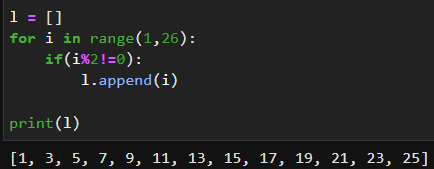 l = []
for i in range(1,26):
    if(i%2!=0):
        l.append(i)
print(l)
[1, 3, 5, 7, 9, 11, 13, 15, 17, 19, 21, 23, 25]